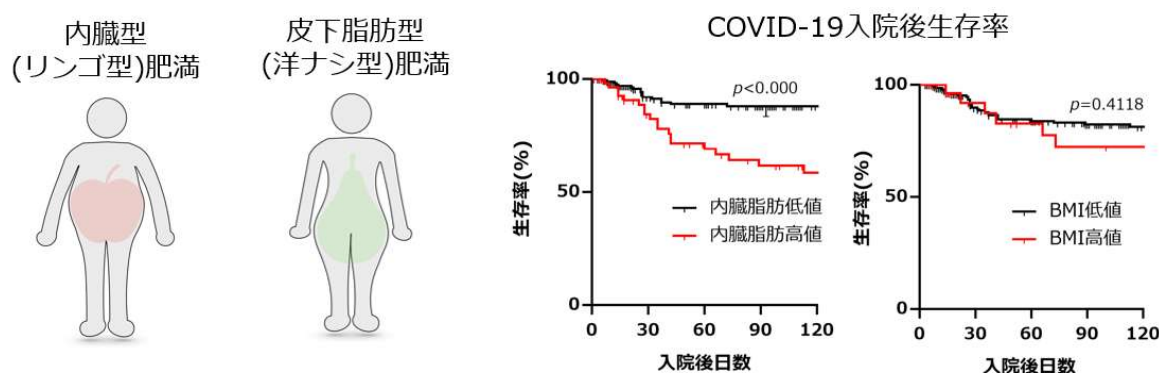 内臓型
(リンゴ型)肥満
皮下脂肪型
(洋ナシ型)肥満
COVID-19入院後生存率
100
50
0
生存率(%)
p<0.000
内臓脂肪低値
内臓脂肪高値
0 30 60 90 120
入院後日数
100
50
0
生存率(%)
p=0.4118
BMI低値
BMI高値
0 30 60 90 120
入院後日数